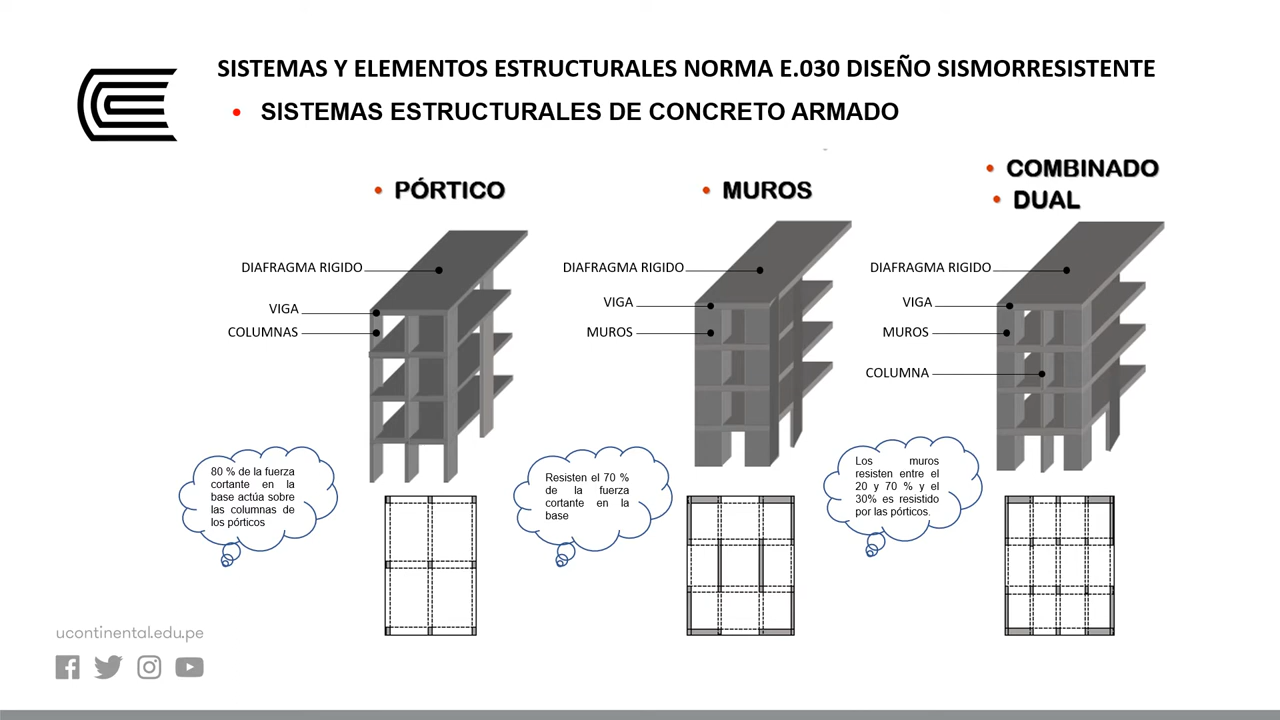 SISTEMAS Y ELEMENTOS ESTRUCTURALES NORMA E.030 DISEÑO SISMORRESISTENTE
• SISTEMAS ESTRUCTURALES DE CONCRETO ARMADO
• PÓRTICO
DIAFRAGMA RIGIDO
VIGA
COLUMNAS
80 % de la fuerza
cortante en la
base actúa sobre
las columnas de
los pórticos
• MUROS
DIAFRAGMA RIGIDO
VIGA
MUROS
Resisten el 70 %
de la fuerza
cortante en la
base
• COMBINADO
• DUAL
DIAFRAGMA RIGIDO
VIGA
MUROS
COLUMNA
Los muros
resisten entre el
20 y 70 % y el
30% es resistido
por las pórticos.
ucontinental.edu.pe